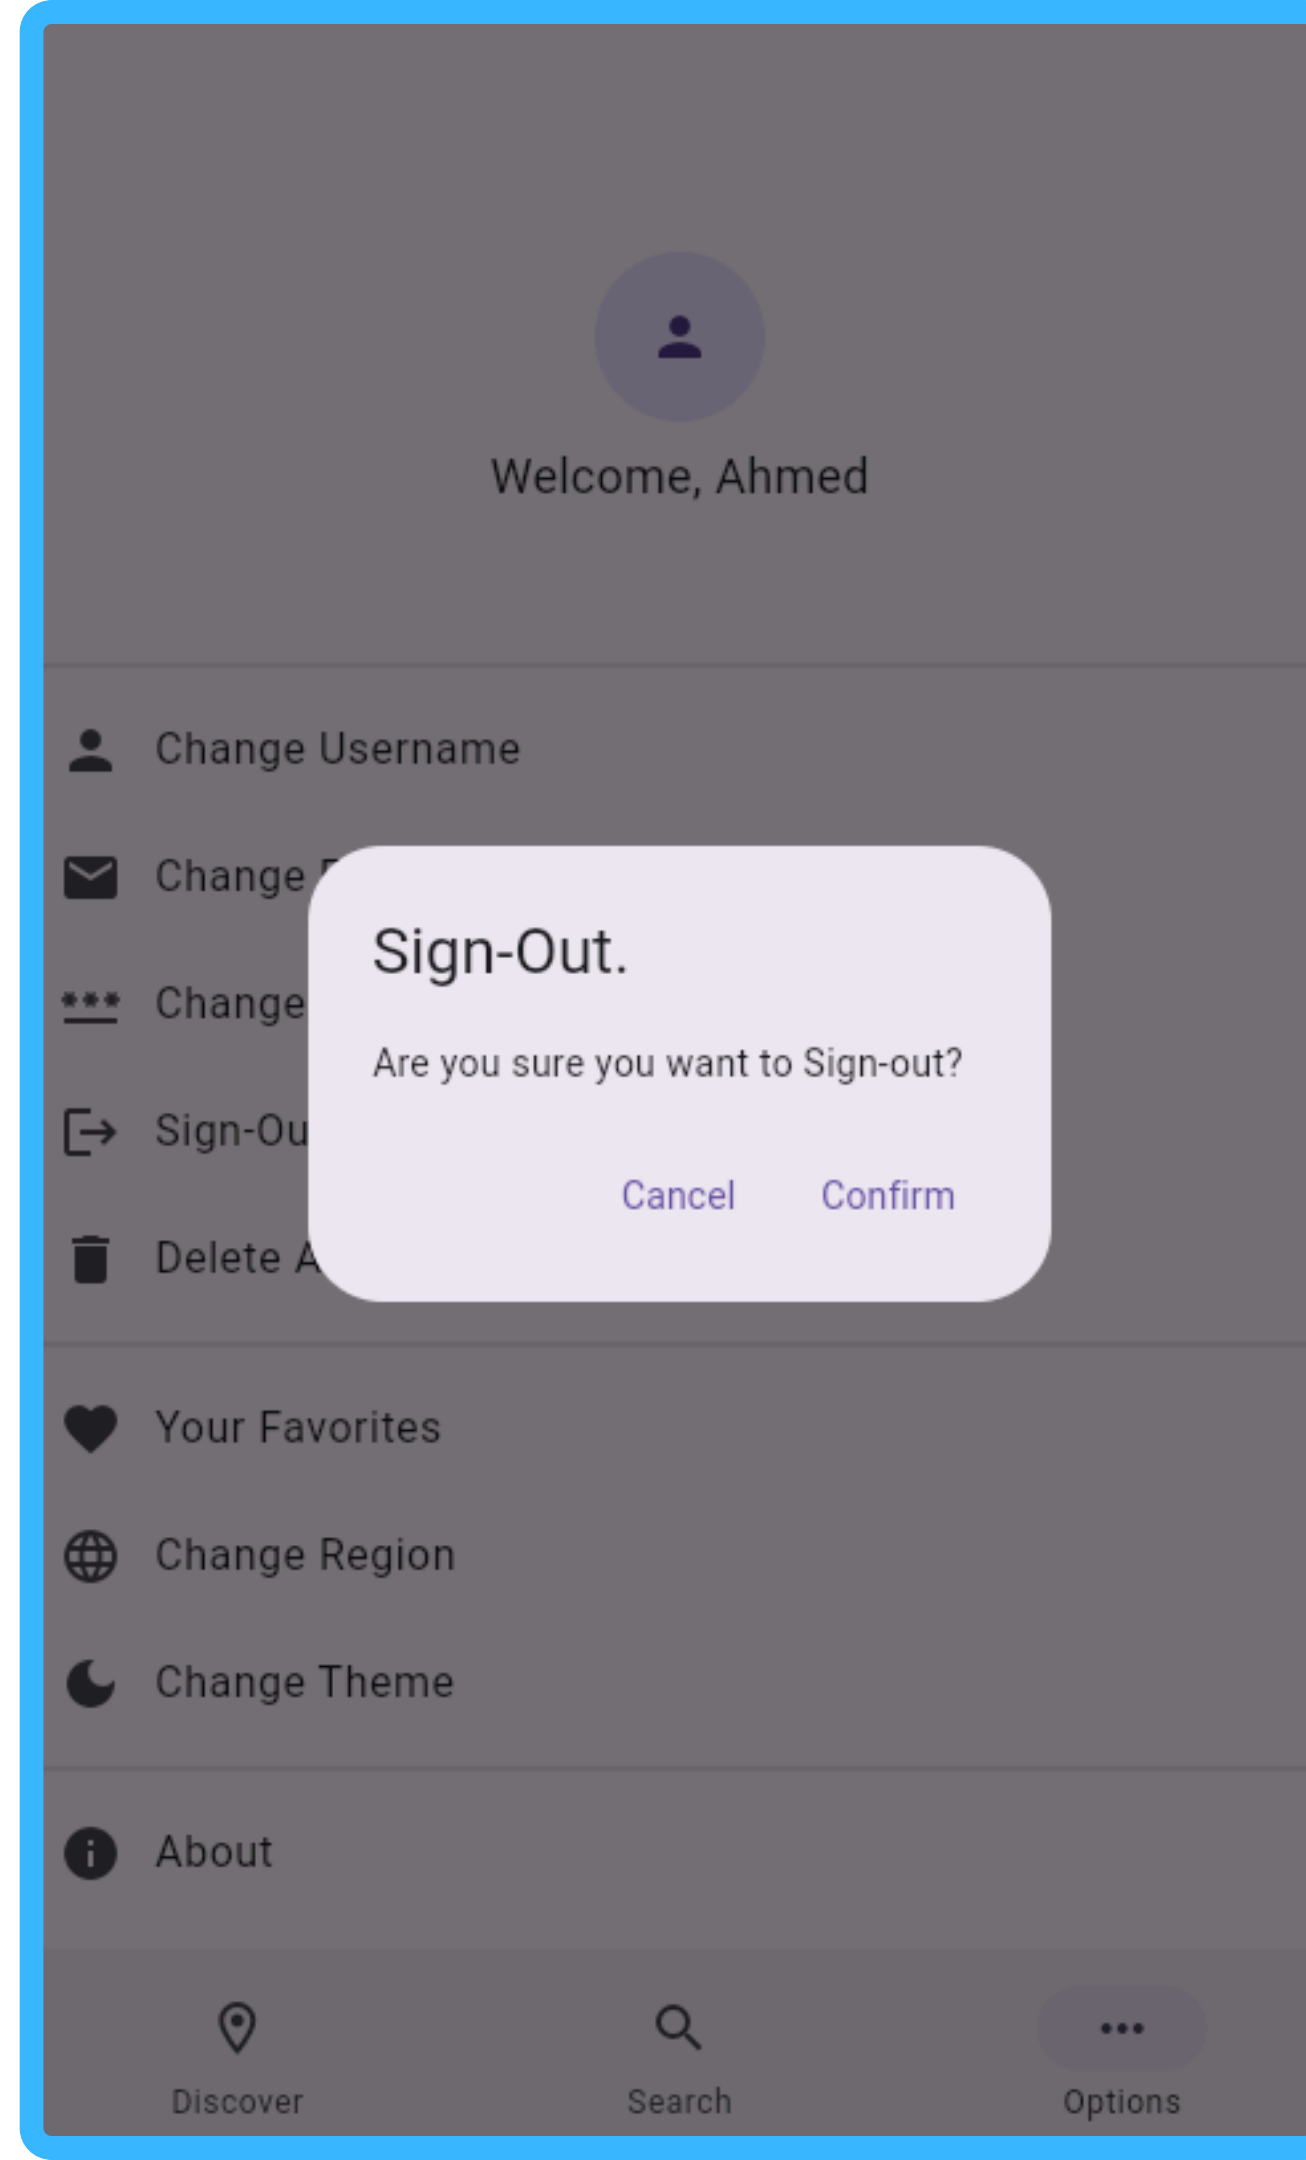 Welcome, Ahmed
Change Username
Change
Change
Sign-Out.
Are you sure you want to Sign-out?
Cancel
Confirm
Sign-Ou
Delete A
Your Favorites
Change Region
Change Theme
About
Discover
Search
Options